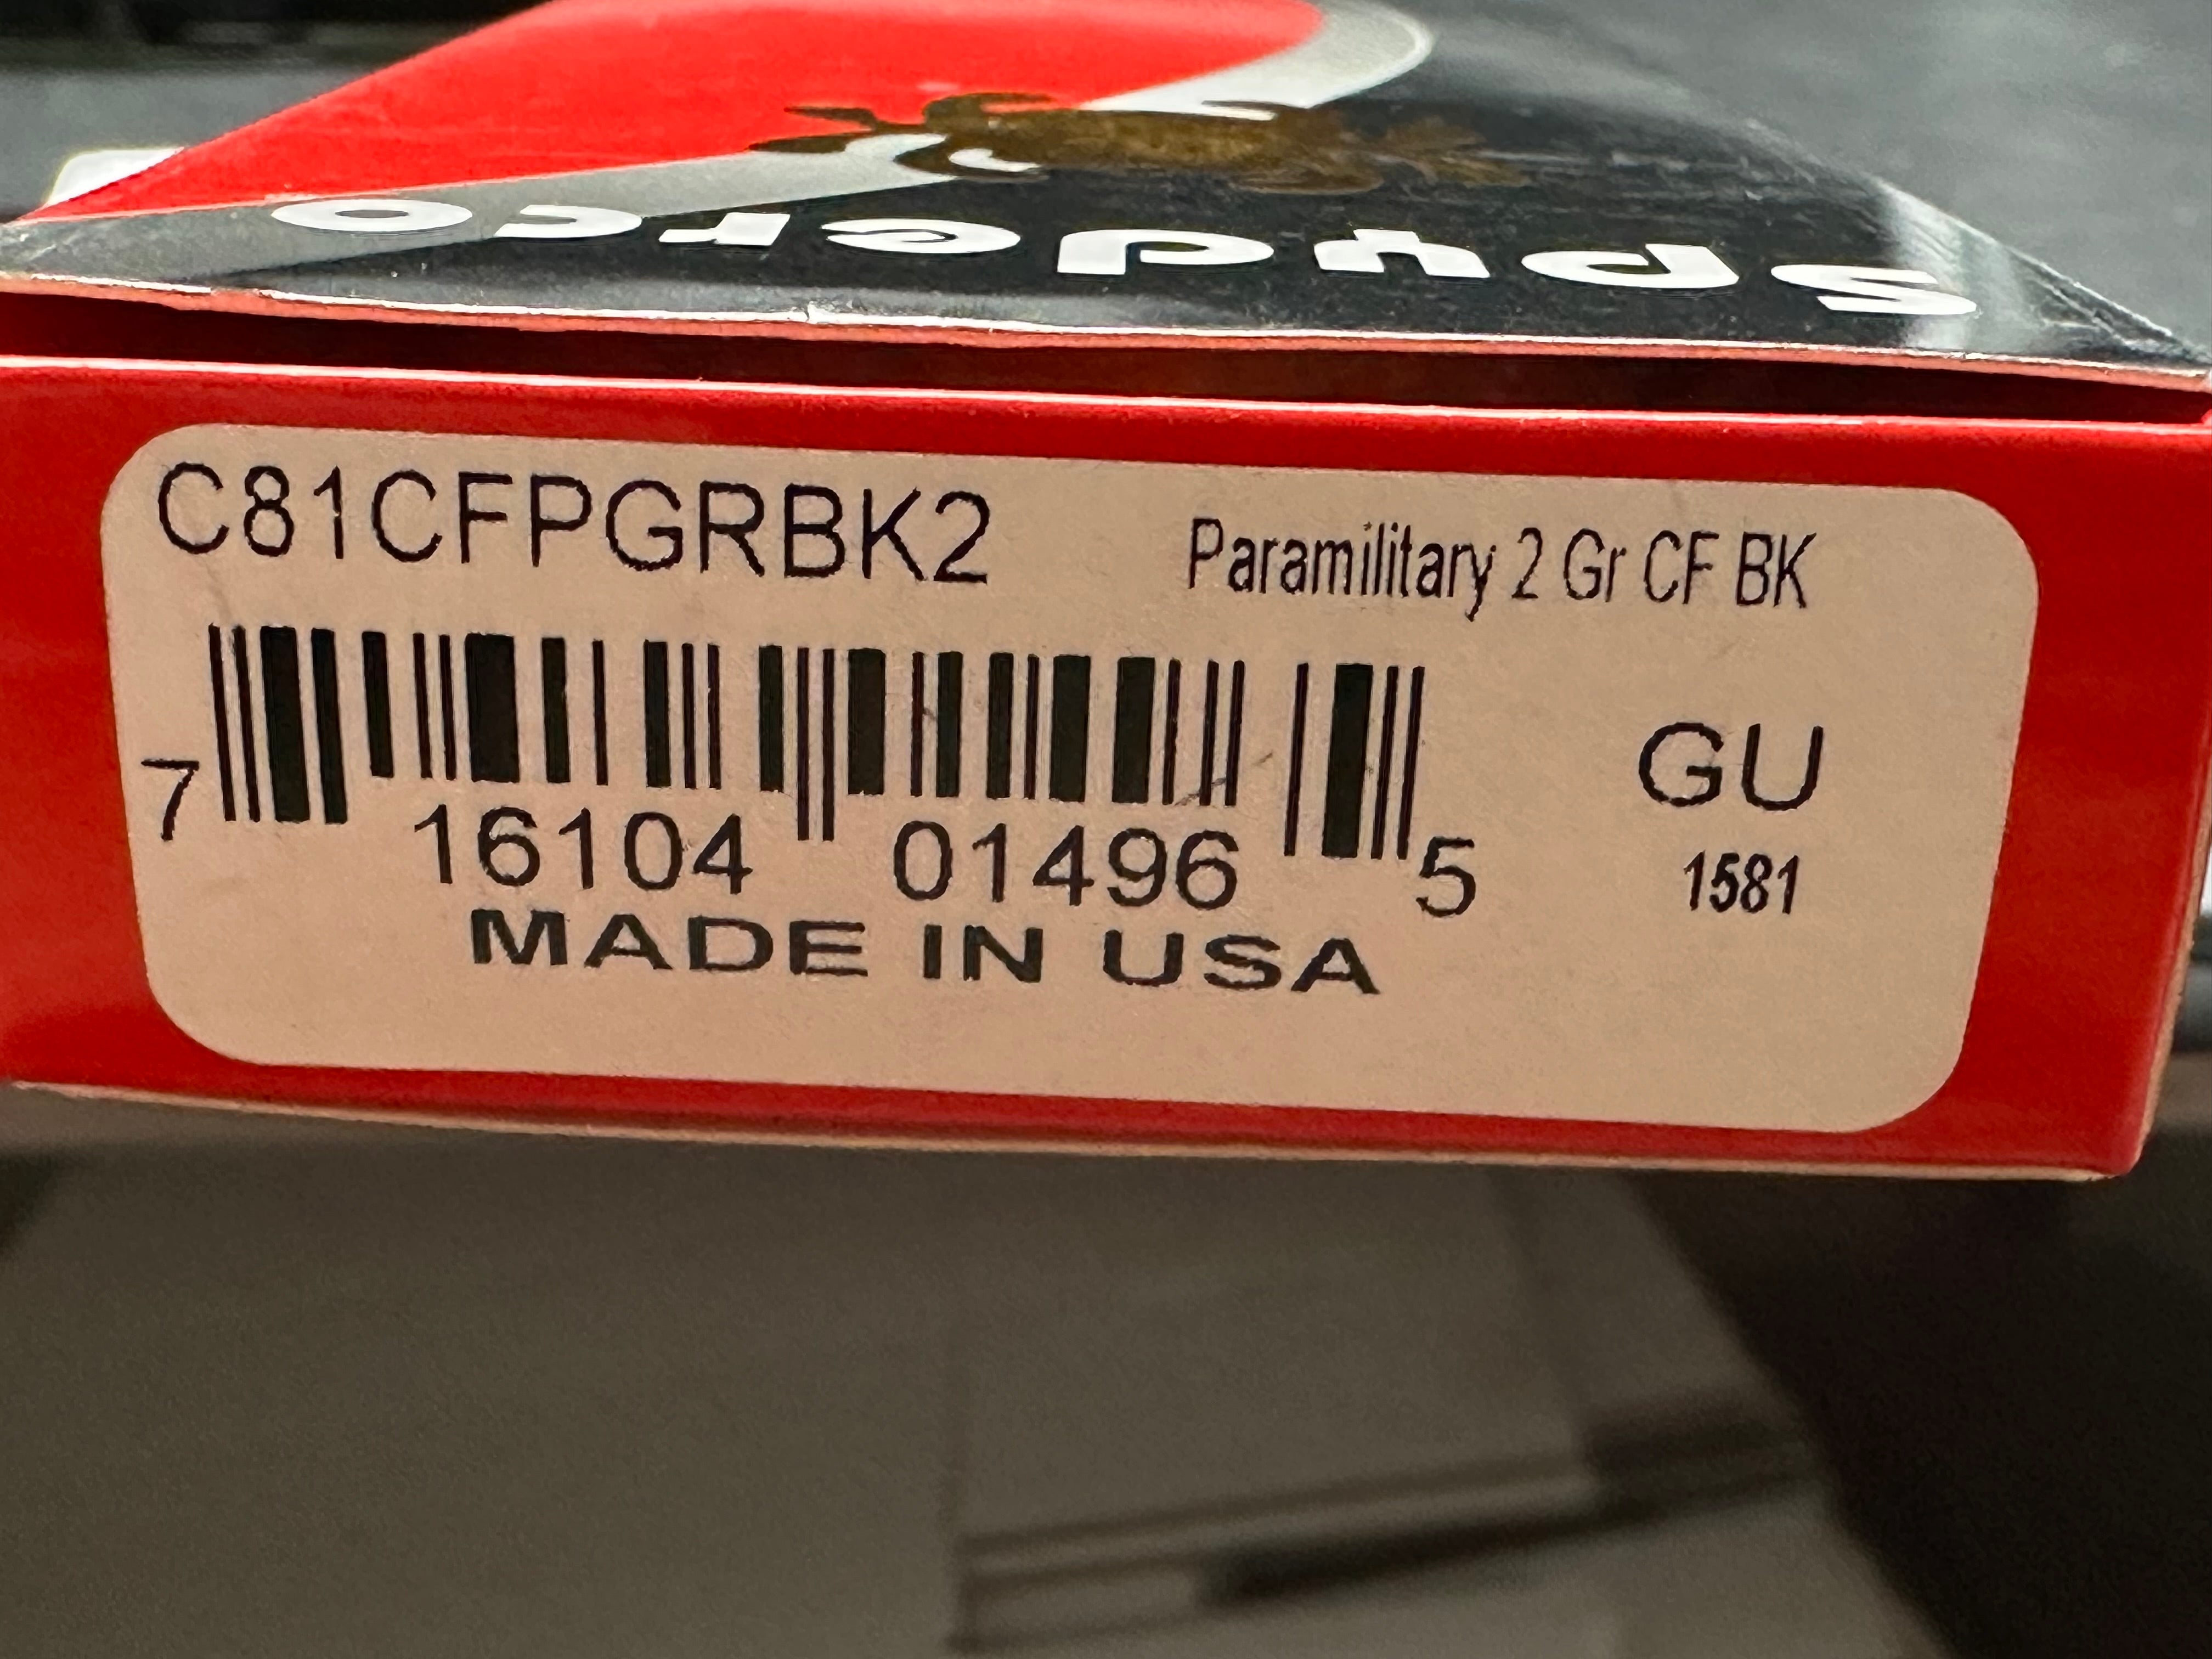 spyderco
C81CFPGRBK2
Paramilitary 2 Gr CF BK
7 16104 01496 5
GU
1581
MADE IN USA